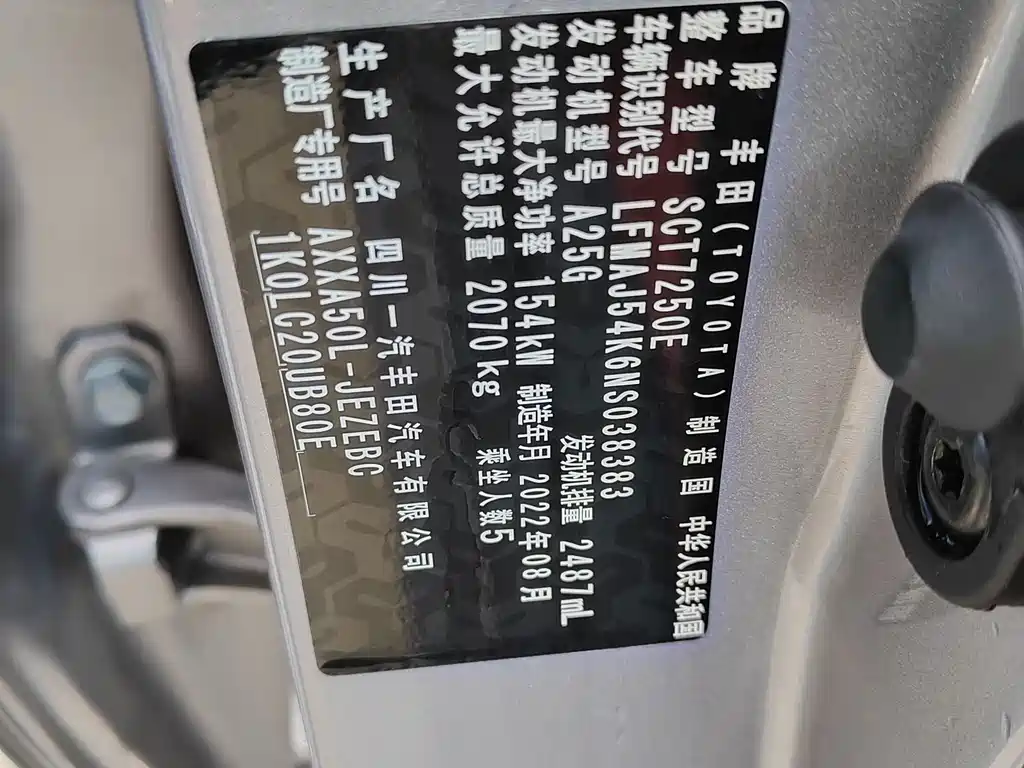 品牌 丰田(TOYOTA) 制造国 中华人民共和国
整车型号 SCT7250E
车辆识别代号 LFMAJ54K6NS038383
发动机型号 A25G 发动机排量 2487mL
发动机最大净功率 154kW 制造年月 2022年08月
最大允许总质量 2070kg 乘坐人数5
生产厂名 四川一汽丰田汽车有限公司
制造厂专用号 AXXA50L-JEZEBC
1K0LC20UB80E